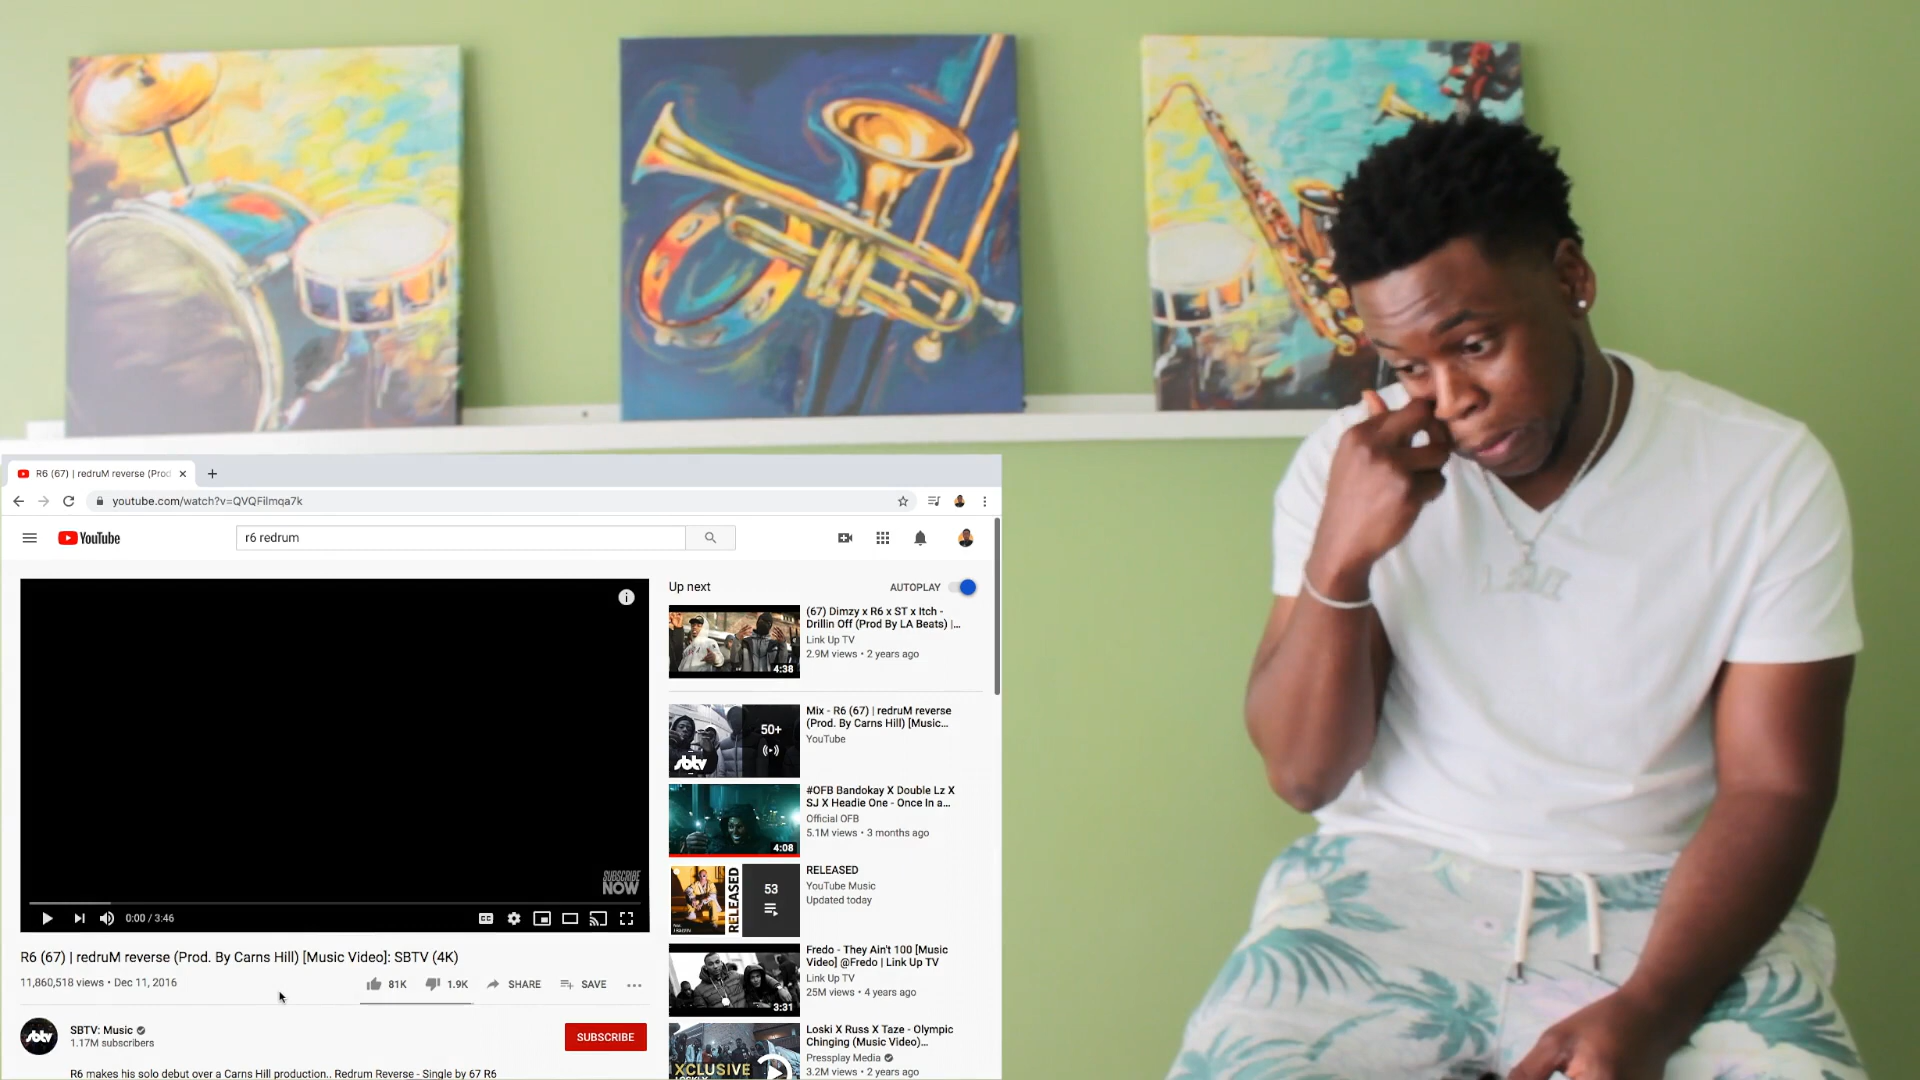 R6 (67) | redruM reverse (Prod
youtube.com/watch?v=QVQFilmqa7k
YouTube
r6 redrum
SUBSCRIBE
NOW
0:00 / 3:46
CC
R6 (67) | redruM reverse (Prod. By Carns Hill) [Music Video]: SBTV (4K)
11,860,518 views • Dec 11, 2016
81K
1.9K
SHARE
SAVE
sbtv
SBTV: Music
1.17M subscribers
SUBSCRIBE
R6 makes his solo debut over a Carns Hill production.. Redrum Reverse - Single by 67 R6
Up next
AUTOPLAY
4:38
(67) Dimzy x R6 x ST x Itch -
Drillin Off (Prod By LA Beats) |...
Link Up TV
2.9M views • 2 years ago
sbtv
50+
Mix - R6 (67) | redruM reverse
(Prod. By Carns Hill) [Music...
YouTube
4:08
#OFB Bandokay X Double Lz X
SJ X Headie One - Once In a...
Official OFB
5.1M views • 3 months ago
RELEASED
53
RELEASED
YouTube Music
Updated today
3:31
Fredo - They Ain't 100 [Music
Video] @Fredo | Link Up TV
Link Up TV
25M views • 4 years ago
XCLUSIVE
Loski X Russ X Taze - Olympic
Chinging (Music Video)...
Pressplay Media
3.2M views • 2 years ago